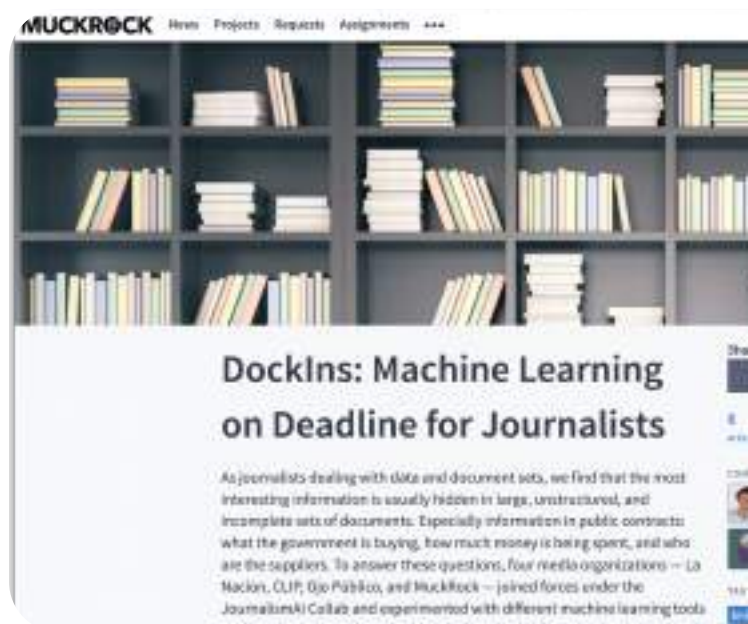 MUCKROCK News Projects Requests Assignments •••
DockIns: Machine Learning
on Deadline for Journalists
As journalists dealing with data and document sets, we find that the most
interesting information is usually hidden in large, unstructured, and
incomplete sets of documents. Especially information in public contracts:
what the government is buying, how much money is being spent, and who
are the suppliers. To answer these questions, four media organizations — La
Nacion, CLIP, Ojo Público, and MuckRock — joined forces under the
JournalismAI Collab and experimented with different machine learning tools